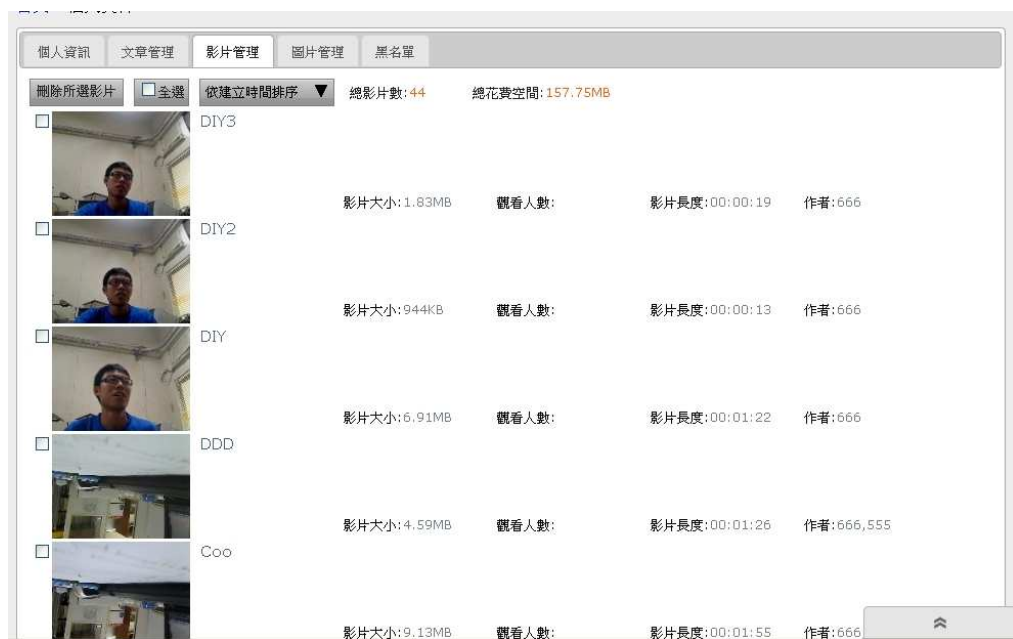 個人資訊 文章管理 影片管理 圖片管理 黑名單
刪除所選影片 全選 依建立時間排序 ▼ 總影片數:44 總花費空間:157.75MB
DIY3
影片大小:1.83MB 觀看人數: 影片長度:00:00:19 作者:666
DIY2
影片大小:944KB 觀看人數: 影片長度:00:00:13 作者:666
DIY
影片大小:6.91MB 觀看人數: 影片長度:00:01:22 作者:666
DDD
影片大小:4.59MB 觀看人數: 影片長度:00:01:26 作者:666,555
Coo
影片大小:9.13MB 觀看人數: 影片長度:00:01:55 作者:666